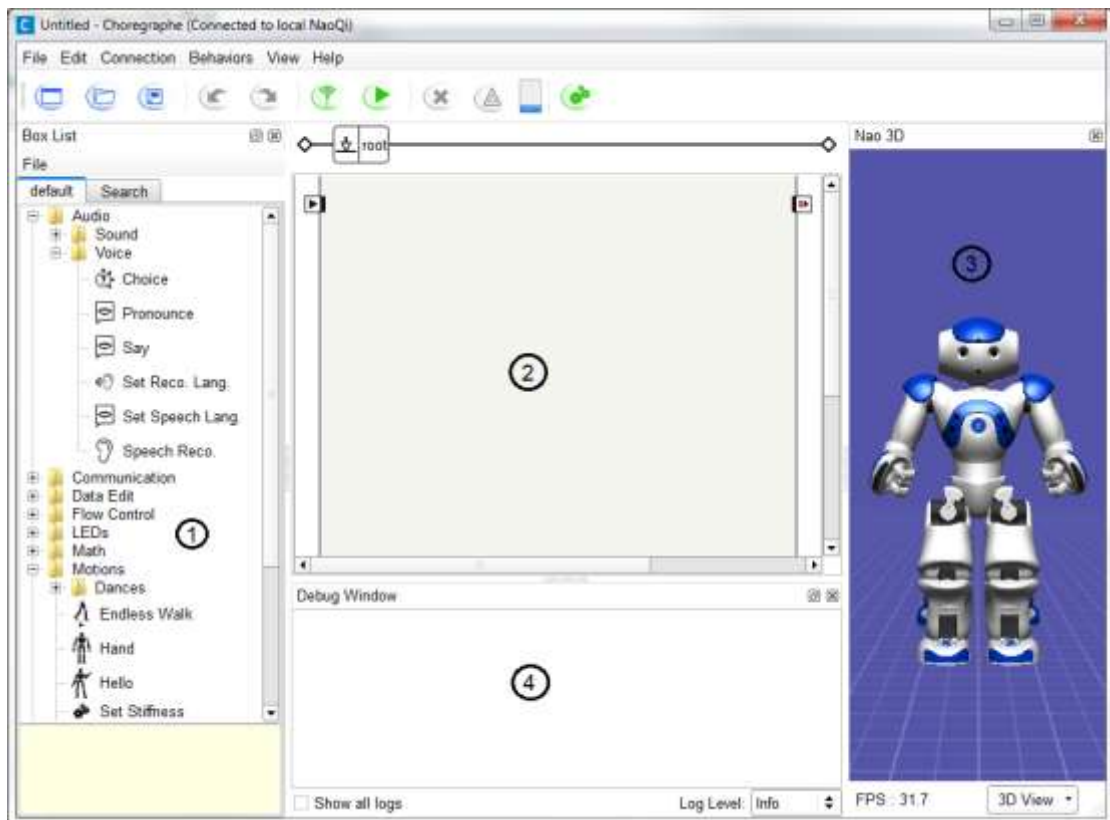 Untitled - Choregraphe (Connected to local NaoQi)
File Edit Connection Behaviors View Help
Box List
File
default Search
Audio
Sound
Voice
Choice
Pronounce
Say
Set Reco. Lang.
Set Speech Lang.
Speech Reco.
Communication
Data Edit
Flow Control
LEDs
1
Math
Motions
Dances
Endless Walk
Hand
Hello
Set Stiffness
root
2
Debug Window
4
Show all logs Log Level: Info
Nao 3D
3
FPS : 31.7 3D View